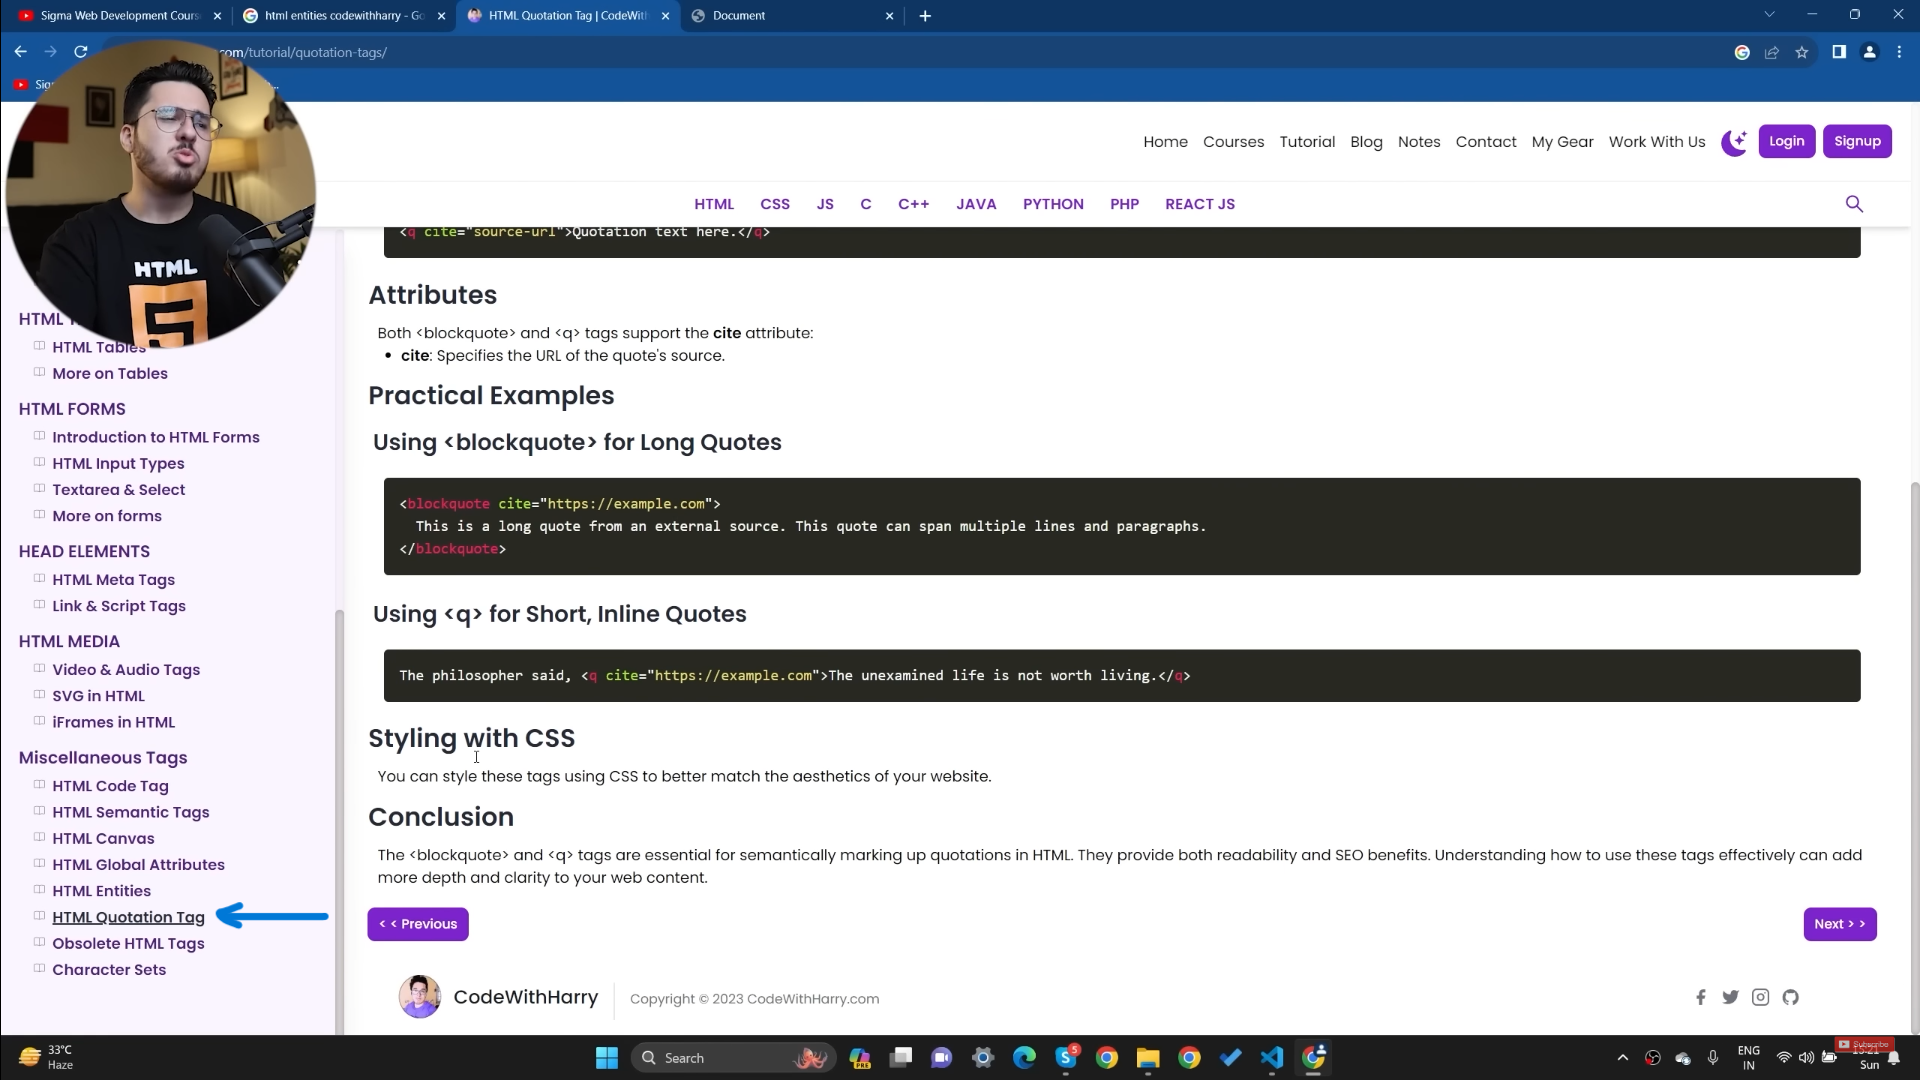 Sigma Web Development Cours
html entities codewithharry - Go
HTML Quotation Tag | CodeWith
Document
com/tutorial/quotation-tags/
Home Courses Tutorial Blog Notes Contact My Gear Work With Us Login Signup
HTML CSS JS C C++ JAVA PYTHON PHP REACT JS
HTML
HTML Tables
More on Tables
HTML FORMS
Introduction to HTML Forms
HTML Input Types
Textarea & Select
More on forms
HEAD ELEMENTS
HTML Meta Tags
Link & Script Tags
HTML MEDIA
Video & Audio Tags
SVG in HTML
iFrames in HTML
Miscellaneous Tags
HTML Code Tag
HTML Semantic Tags
HTML Canvas
HTML Global Attributes
HTML Entities
HTML Quotation Tag
Obsolete HTML Tags
Character Sets
<q cite="source-url">Quotation text here.</q>
Attributes
Both <blockquote> and <q> tags support the cite attribute:
• cite: Specifies the URL of the quote's source.
Practical Examples
Using <blockquote> for Long Quotes
<blockquote cite="https://example.com">
This is a long quote from an external source. This quote can span multiple lines and paragraphs.
</blockquote>
Using <q> for Short, Inline Quotes
The philosopher said, <q cite="https://example.com">The unexamined life is not worth living.</q>
Styling with CSS
You can style these tags using CSS to better match the aesthetics of your website.
Conclusion
The <blockquote> and <q> tags are essential for semantically marking up quotations in HTML. They provide both readability and SEO benefits. Understanding how to use these tags effectively can add
more depth and clarity to your web content.
< < Previous
Next > >
CodeWithHarry
Copyright © 2023 CodeWithHarry.com
HTML
5
33°C
Haze
Search
PRE
5
ENG
IN
Subscribe
Sun